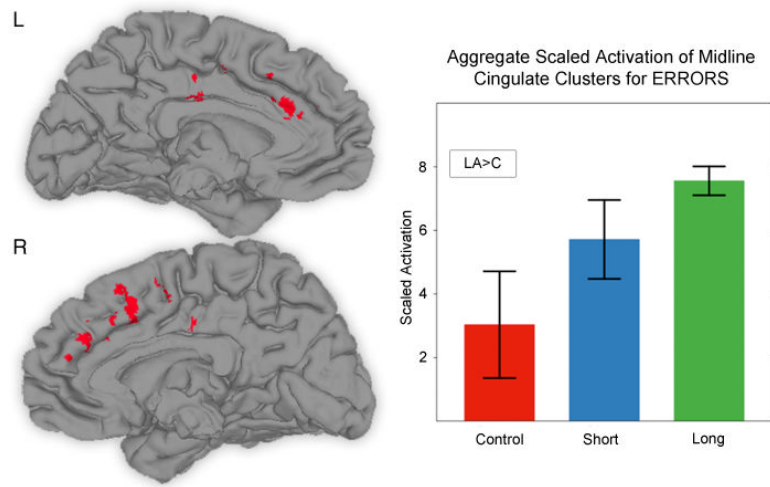 L
R
Aggregate Scaled Activation of Midline
Cingulate Clusters for ERRORS
LA>C
8
6
4
2
Scaled Activation
Control Short Long